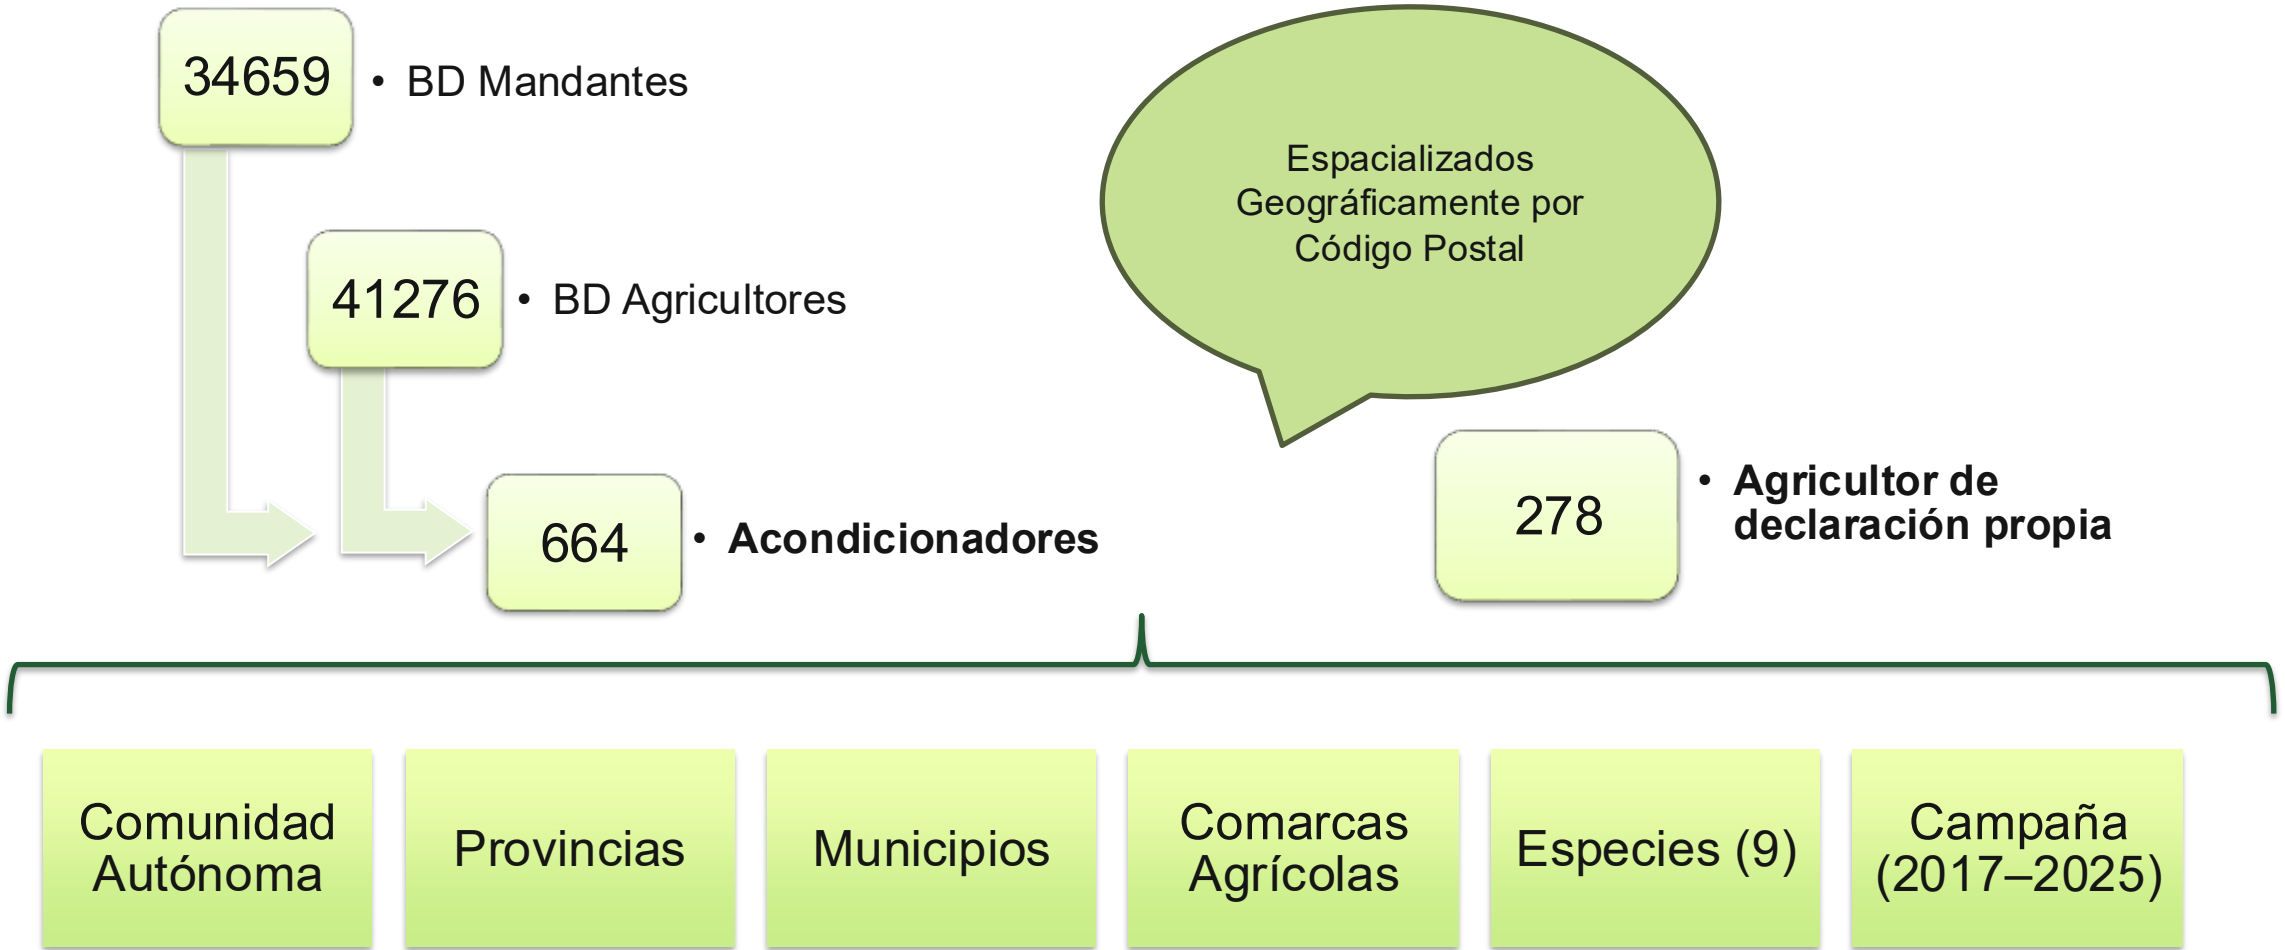 34659
• BD Mandantes
41276
• BD Agricultores
Espacializados
Geográficamente por
Código Postal
664
• Acondicionadores
278
• Agricultor de
declaración propia
Comunidad
Autónoma
Provincias
Municipios
Comarcas
Agrícolas
Especies (9)
Campaña
(2017–2025)